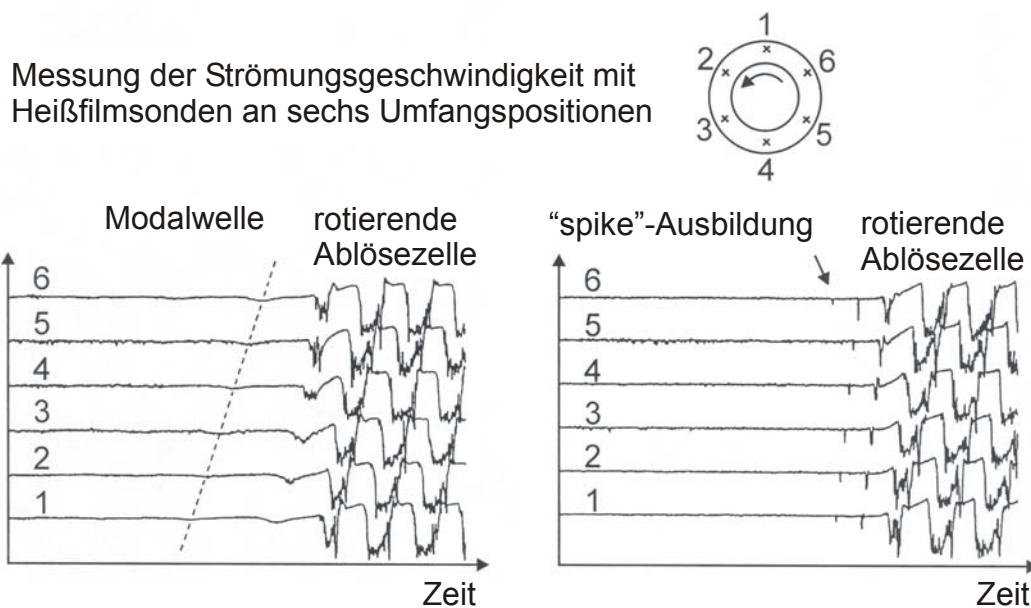 Messung der Strömungsgeschwindigkeit mit
Heißfilmsonden an sechs Umfangspositionen
1
2
6
3
5
4
Modalwelle
rotierende
Ablösezelle
6
5
4
3
2
1
Zeit
“spike”-Ausbildung
rotierende
Ablösezelle
6
5
4
3
2
1
Zeit